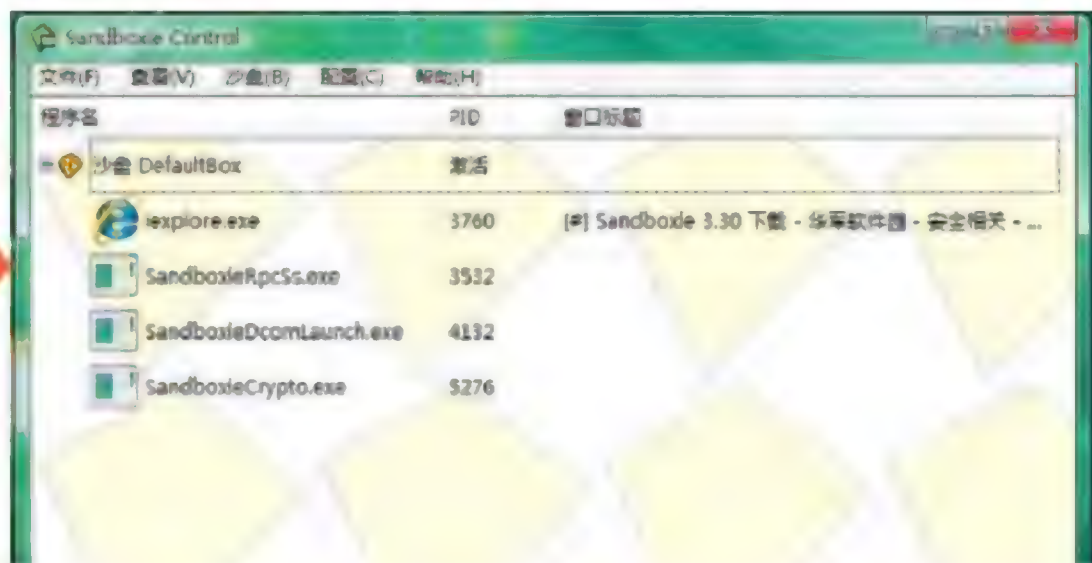 Sandboxie Control
文件(F) 查看(V) 沙盘(B) 配置(C) 帮助(H)
程序名 PID 窗口标题
沙盘 DefaultBox 激活
iexplore.exe 3760 [#] Sandboxie 3.30 下载 - 华军软件园 - 安全相关 - ...
SandboxieRpcSs.exe 3532
SandboxieDcomLaunch.exe 4132
SandboxieCrypto.exe 5276